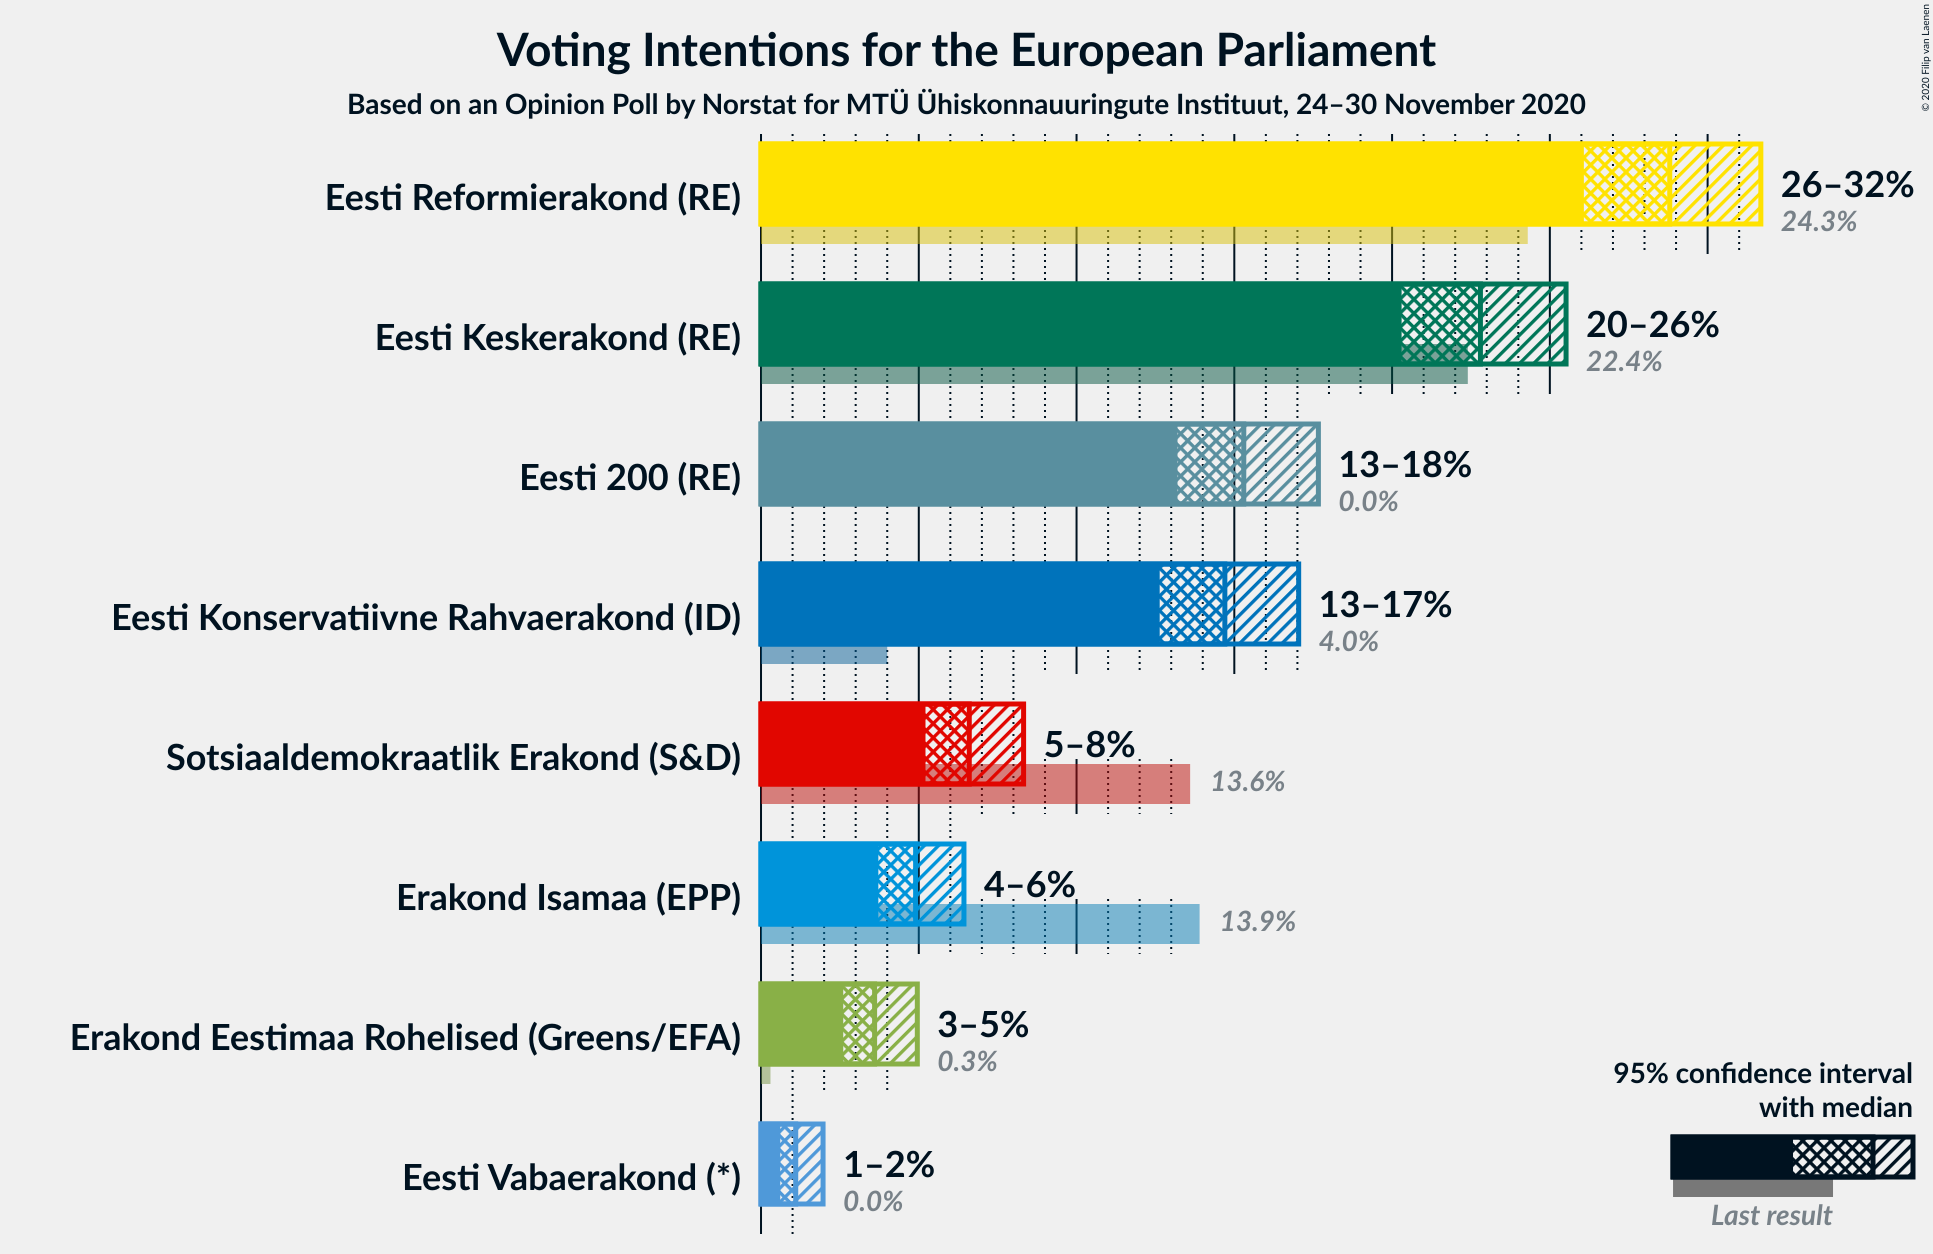 Voting Intentions for the European Parliament
Based on an Opinion Poll by Norstat for MTÜ Ühiskonnauuringute Instituut, 24–30 November 2020
© 2020 Filip van Laenen
Eesti Reformierakond (RE)
26–32%
24.3%
Eesti Keskerakond (RE)
20–26%
22.4%
Eesti 200 (RE)
13–18%
0.0%
Eesti Konservatiivne Rahvaerakond (ID)
13–17%
4.0%
Sotsiaaldemokraatlik Erakond (S&D)
5–8%
13.6%
Erakond Isamaa (EPP)
4–6%
13.9%
Erakond Eestimaa Rohelised (Greens/EFA)
3–5%
0.3%
Eesti Vabaerakond (*)
1–2%
0.0%
95% confidence interval
with median
Last result